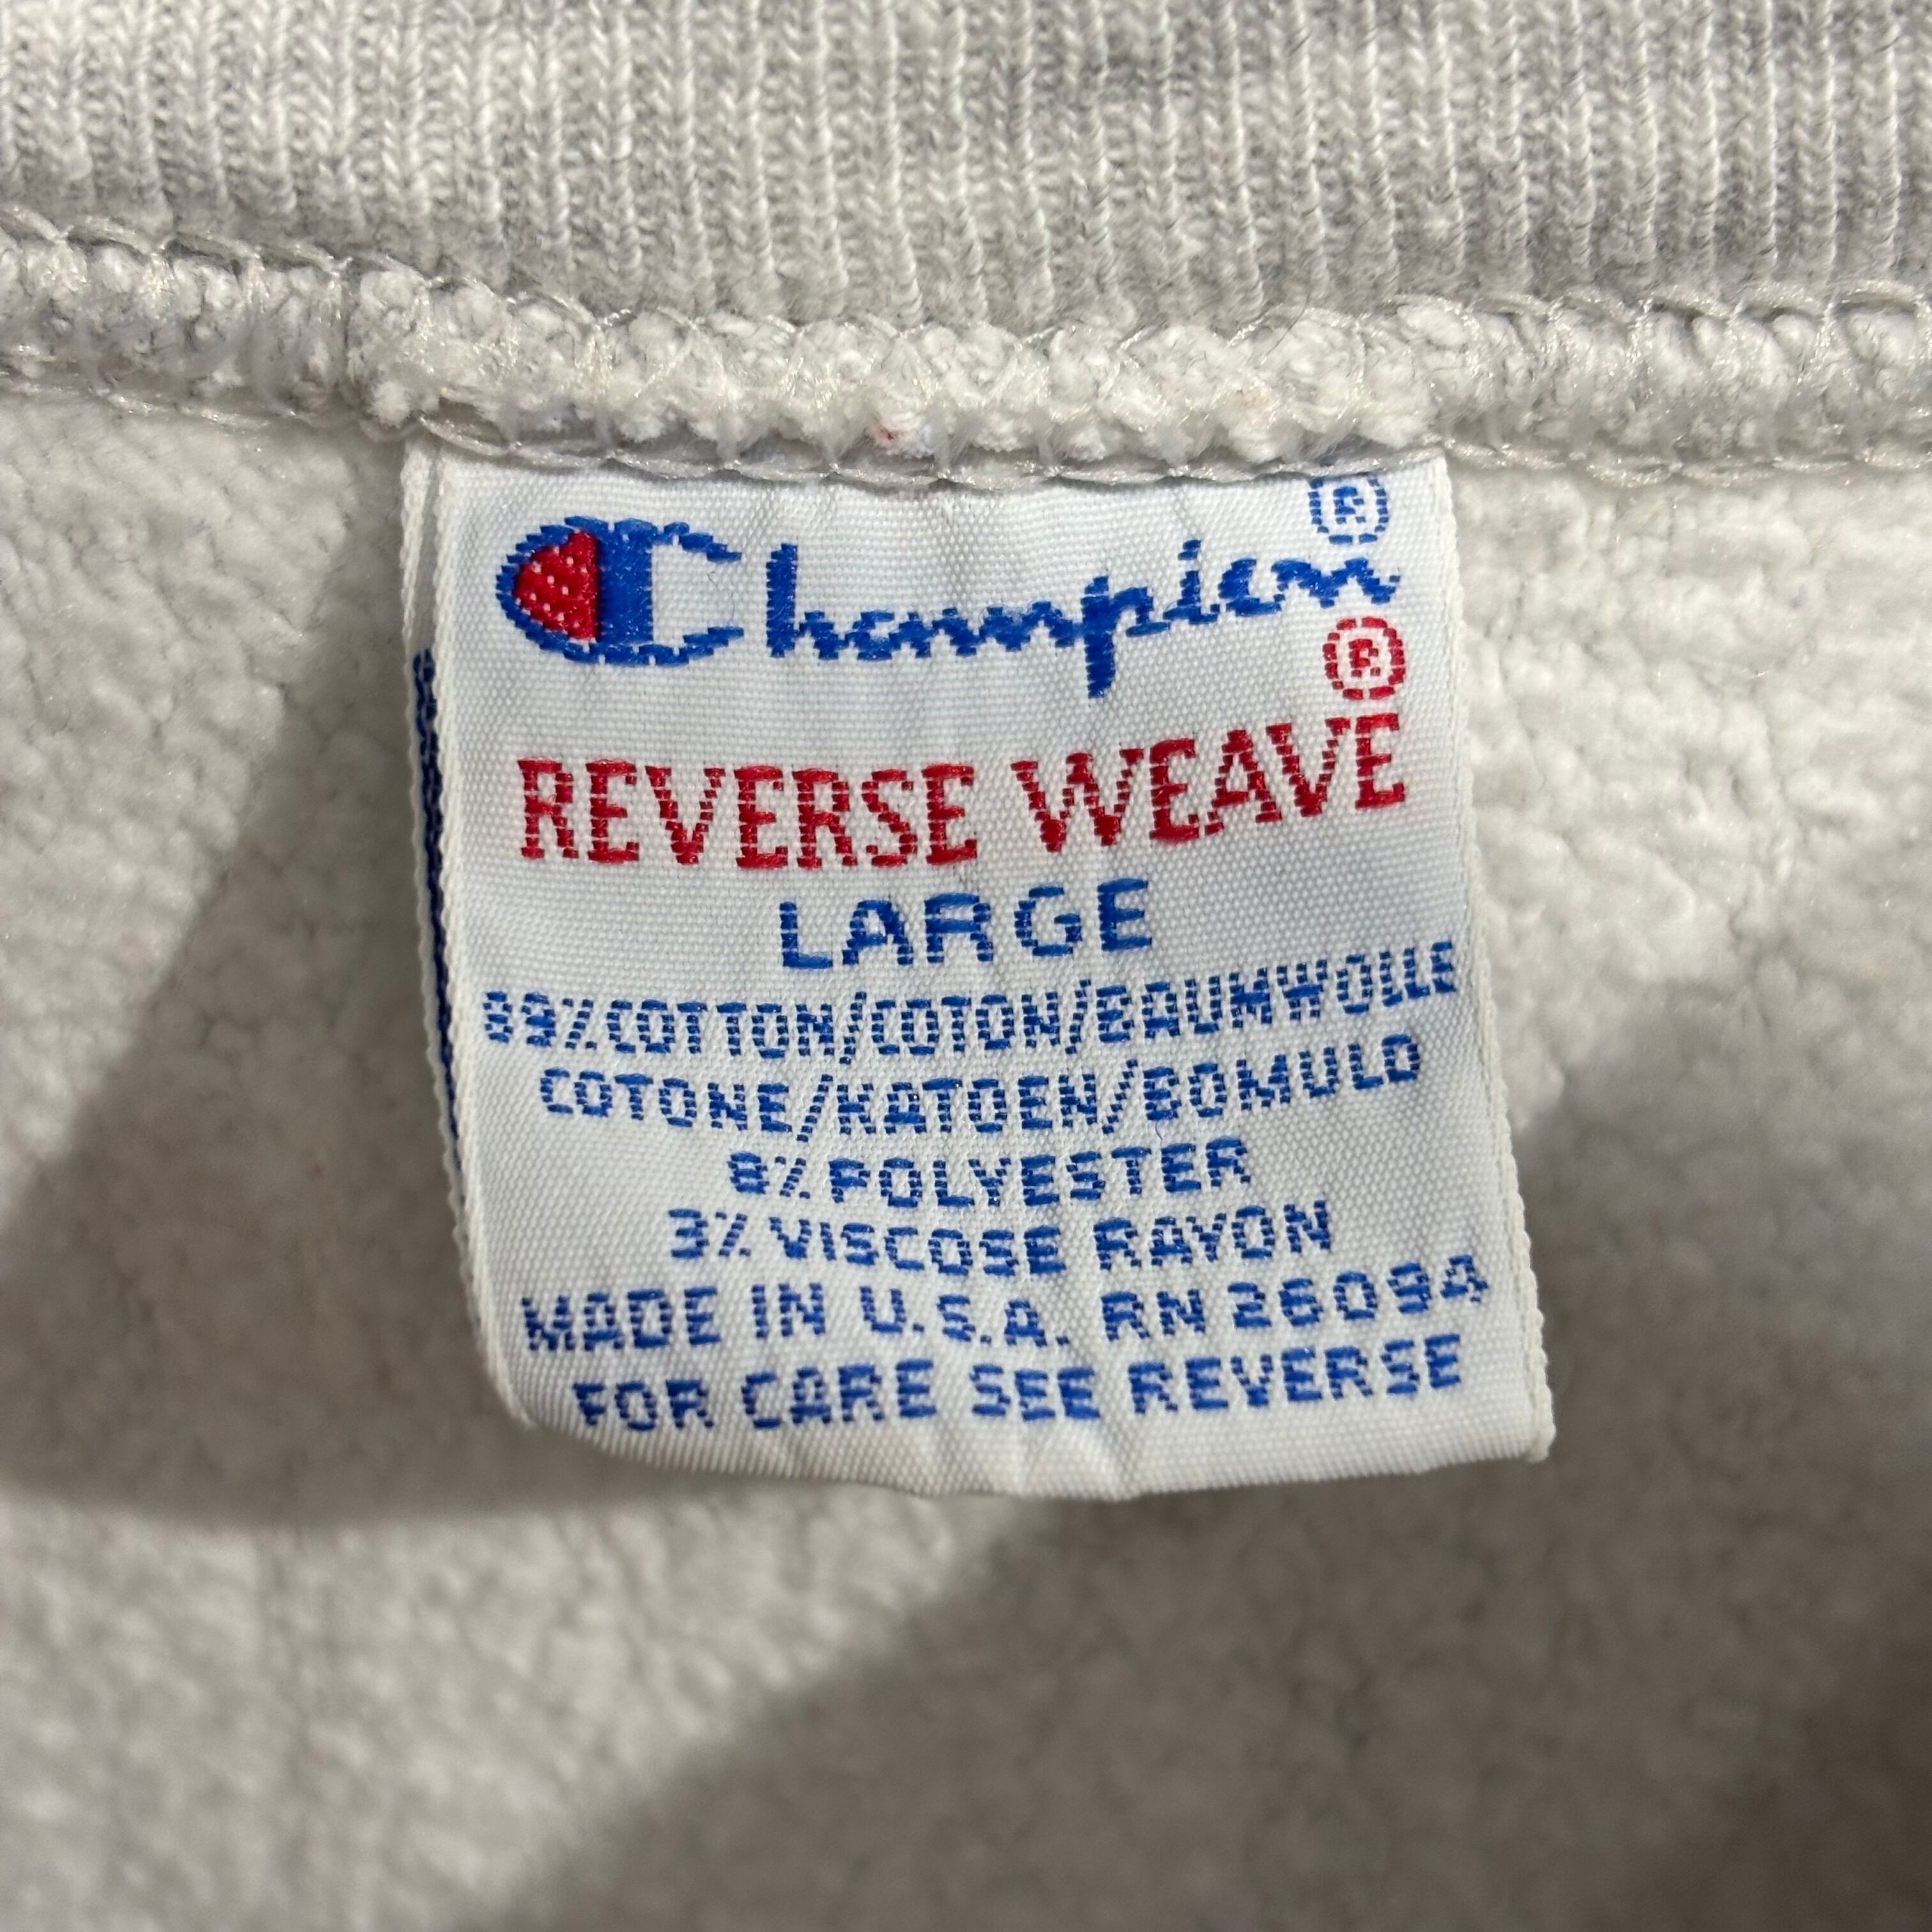 Champion®
REVERSE WEAVE®
LARGE
89% COTTON/COTON/BAUMWOLLE
COTONE/KATOEN/BOMULD
8% POLYESTER
3% VISCOSE RAYON
MADE IN U.S.A. RN 26094
FOR CARE SEE REVERSE